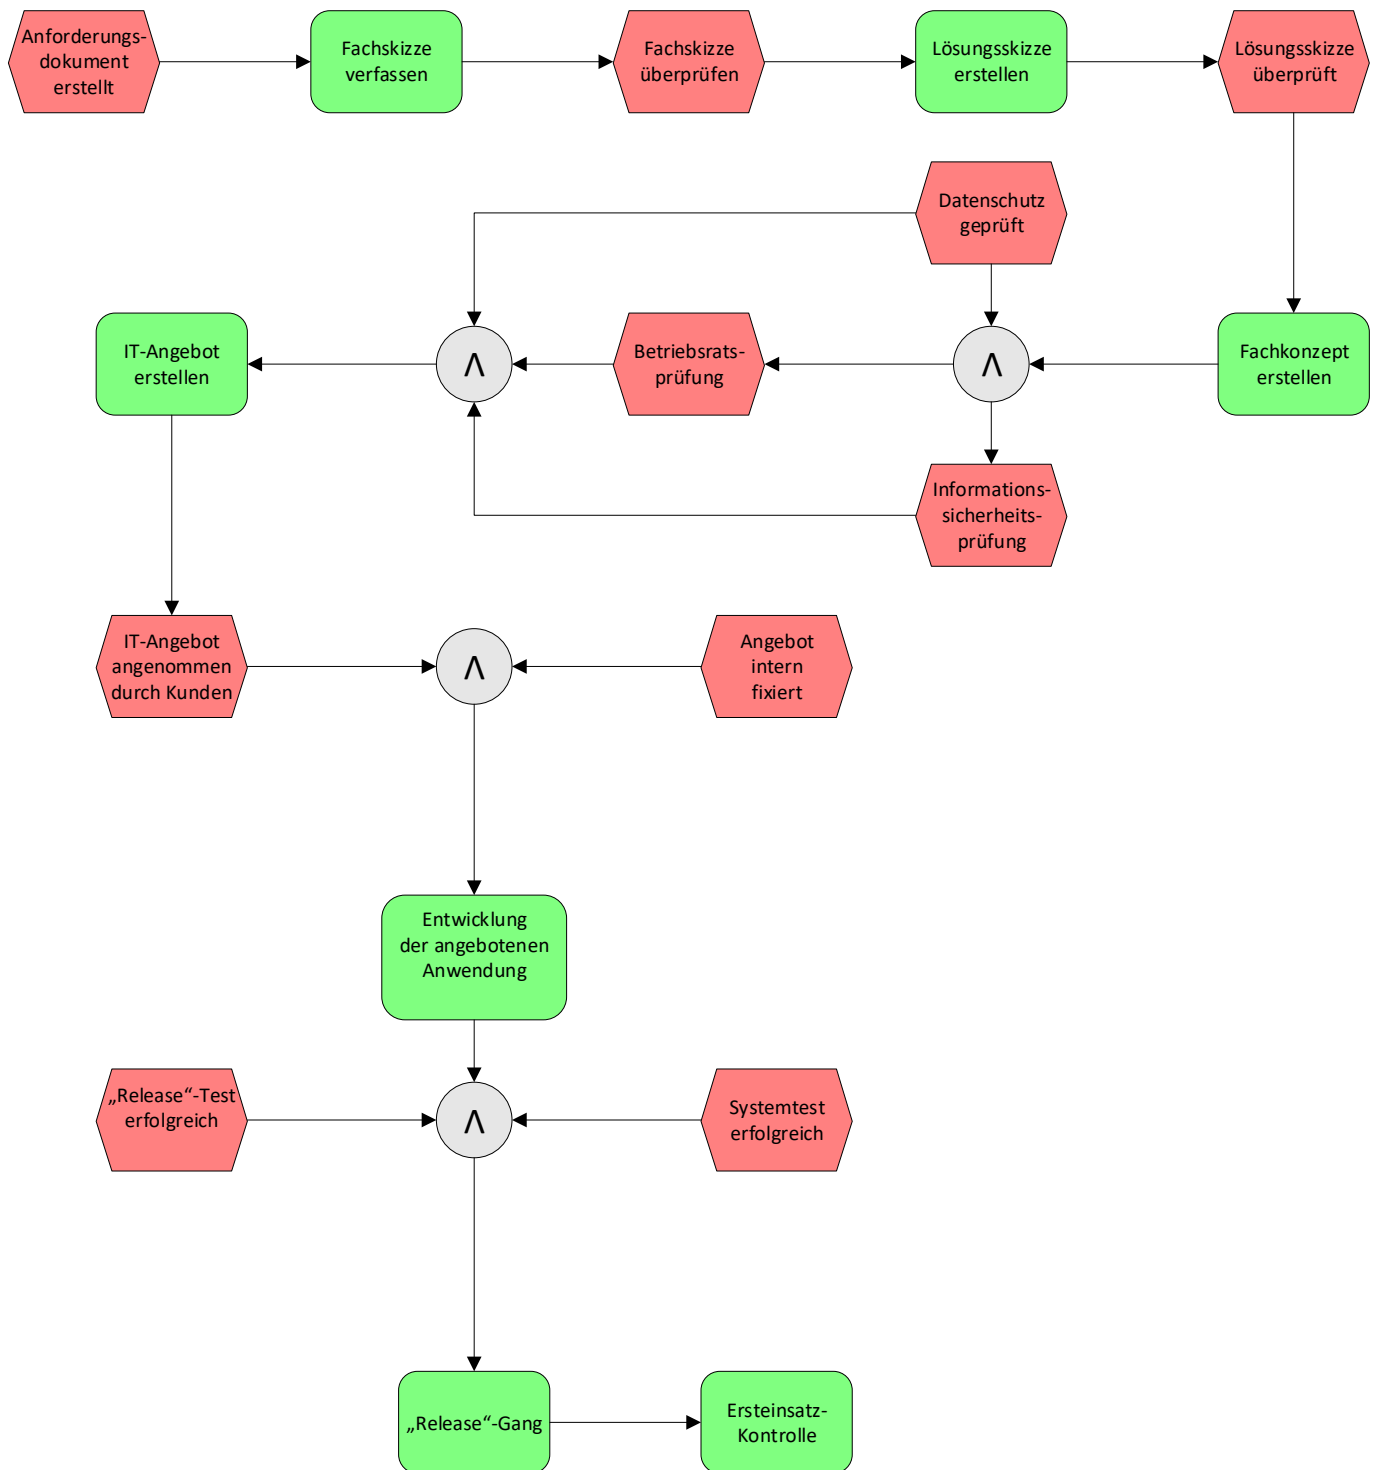 Anforderungs-
dokument
erstellt
Fachskizze
verfassen
Fachskizze
überprüfen
Lösungsskizze
erstellen
Lösungsskizze
überprüft
Datenschutz
geprüft
IT-Angebot
erstellen
Λ
Betriebsrats-
prüfung
Λ
Fachkonzept
erstellen
Informations-
sicherheits-
prüfung
IT-Angebot
angenommen
durch Kunden
Λ
Angebot
intern
fixiert
Entwicklung
der angebotenen
Anwendung
„Release“-Test
erfolgreich
Λ
Systemtest
erfolgreich
„Release“-Gang
Ersteinsatz-
Kontrolle